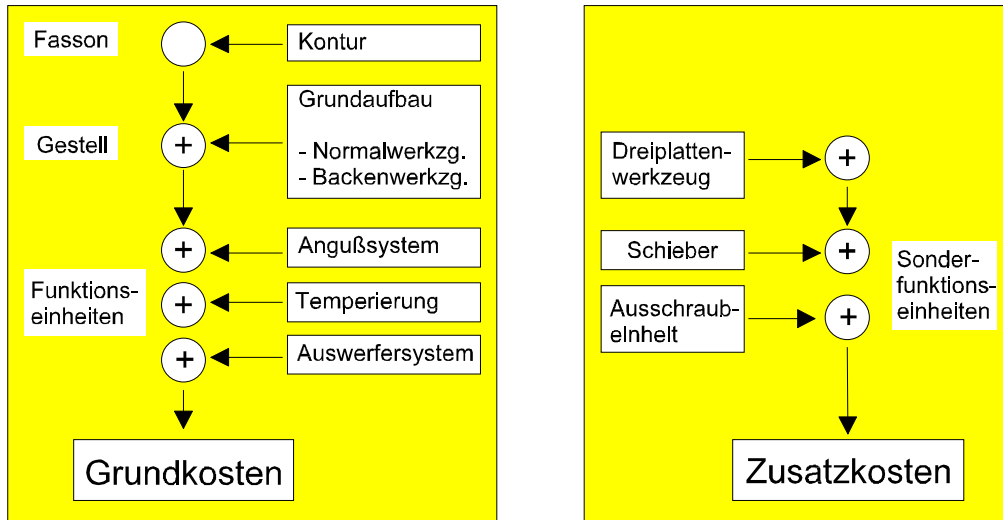 Fasson
Kontur
Gestell
+
Grundaufbau
- Normalwerkzg.
- Backenwerkzg.
Funktions-
einheiten
+
Angußsystem
+
Temperierung
+
Auswerfersystem
Grundkosten
Dreiplatten-
werkzeug
+
Schieber
+
Ausschraub-
elnhelt
+
Sonder-
funktions-
einheiten
Zusatzkosten